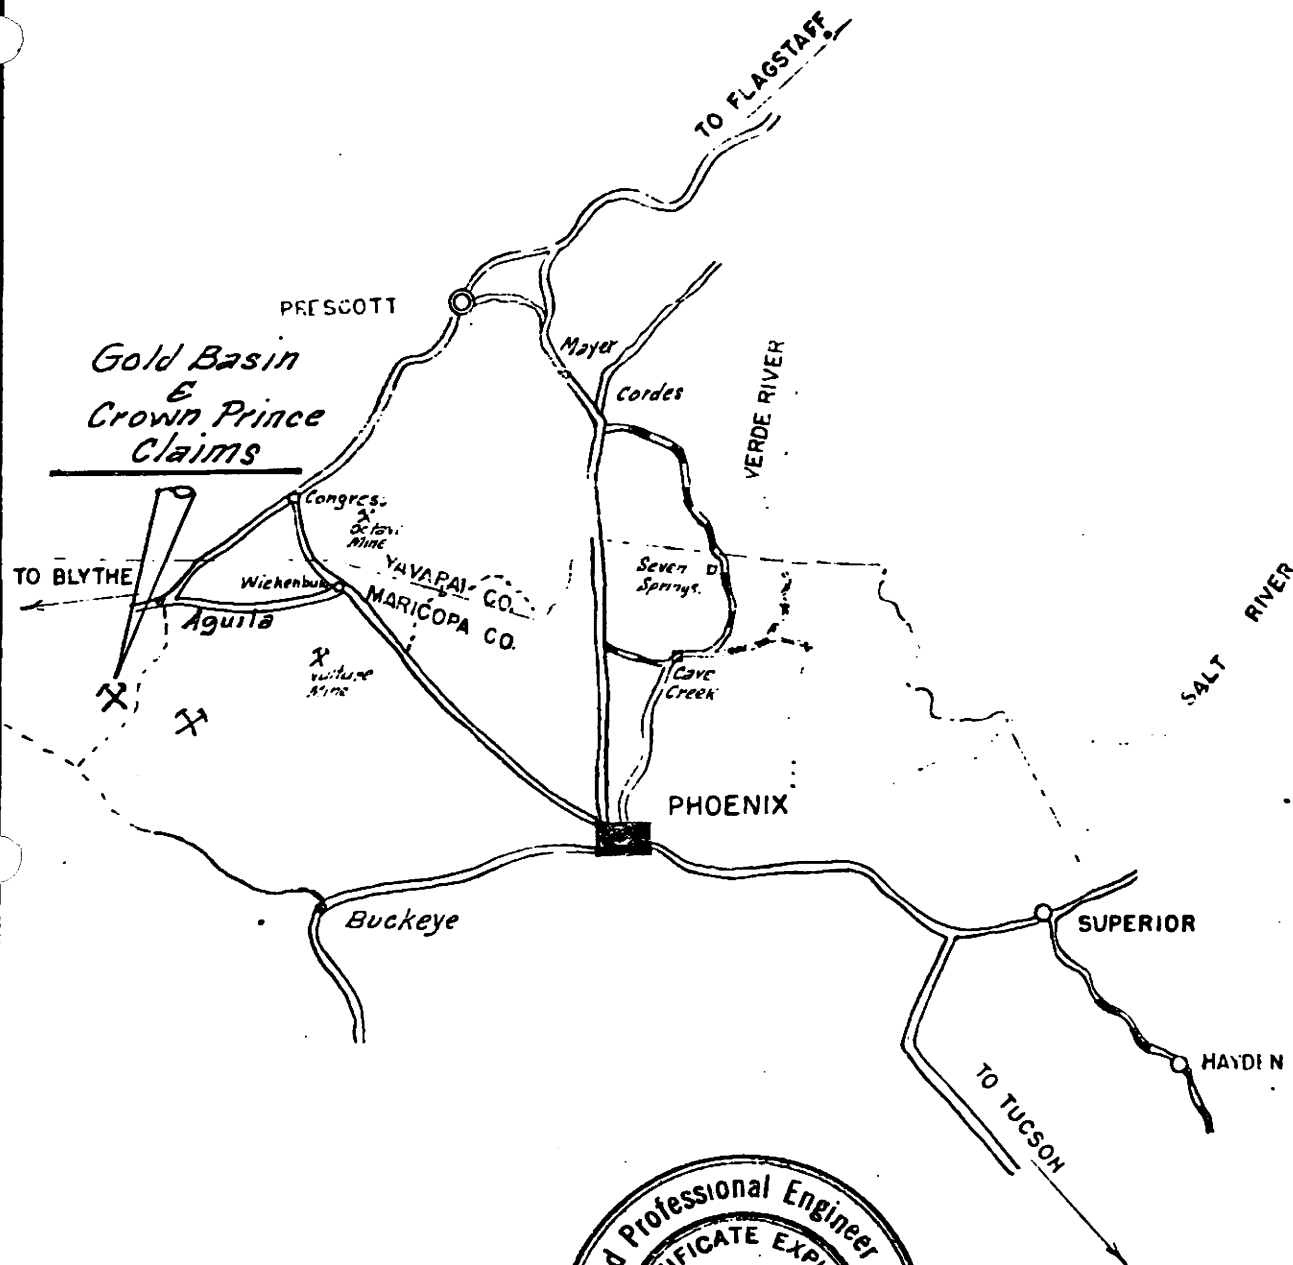 TO FLAGSTAFF
PRESCOTT
Gold Basin
&
Crown Prince
Claims
Mayer
Cordes
VERDE RIVER
Congress
Mine
TO BLYTHE
Wickenburg
YAVAPAI CO.
MARICOPA CO.
Aguila
Seven
Springs.
Vulture
Mine
Cave
Creek
SALT RIVER
PHOENIX
Buckeye
SUPERIOR
HAYDEN
TO TUCSON
Professional Engineer